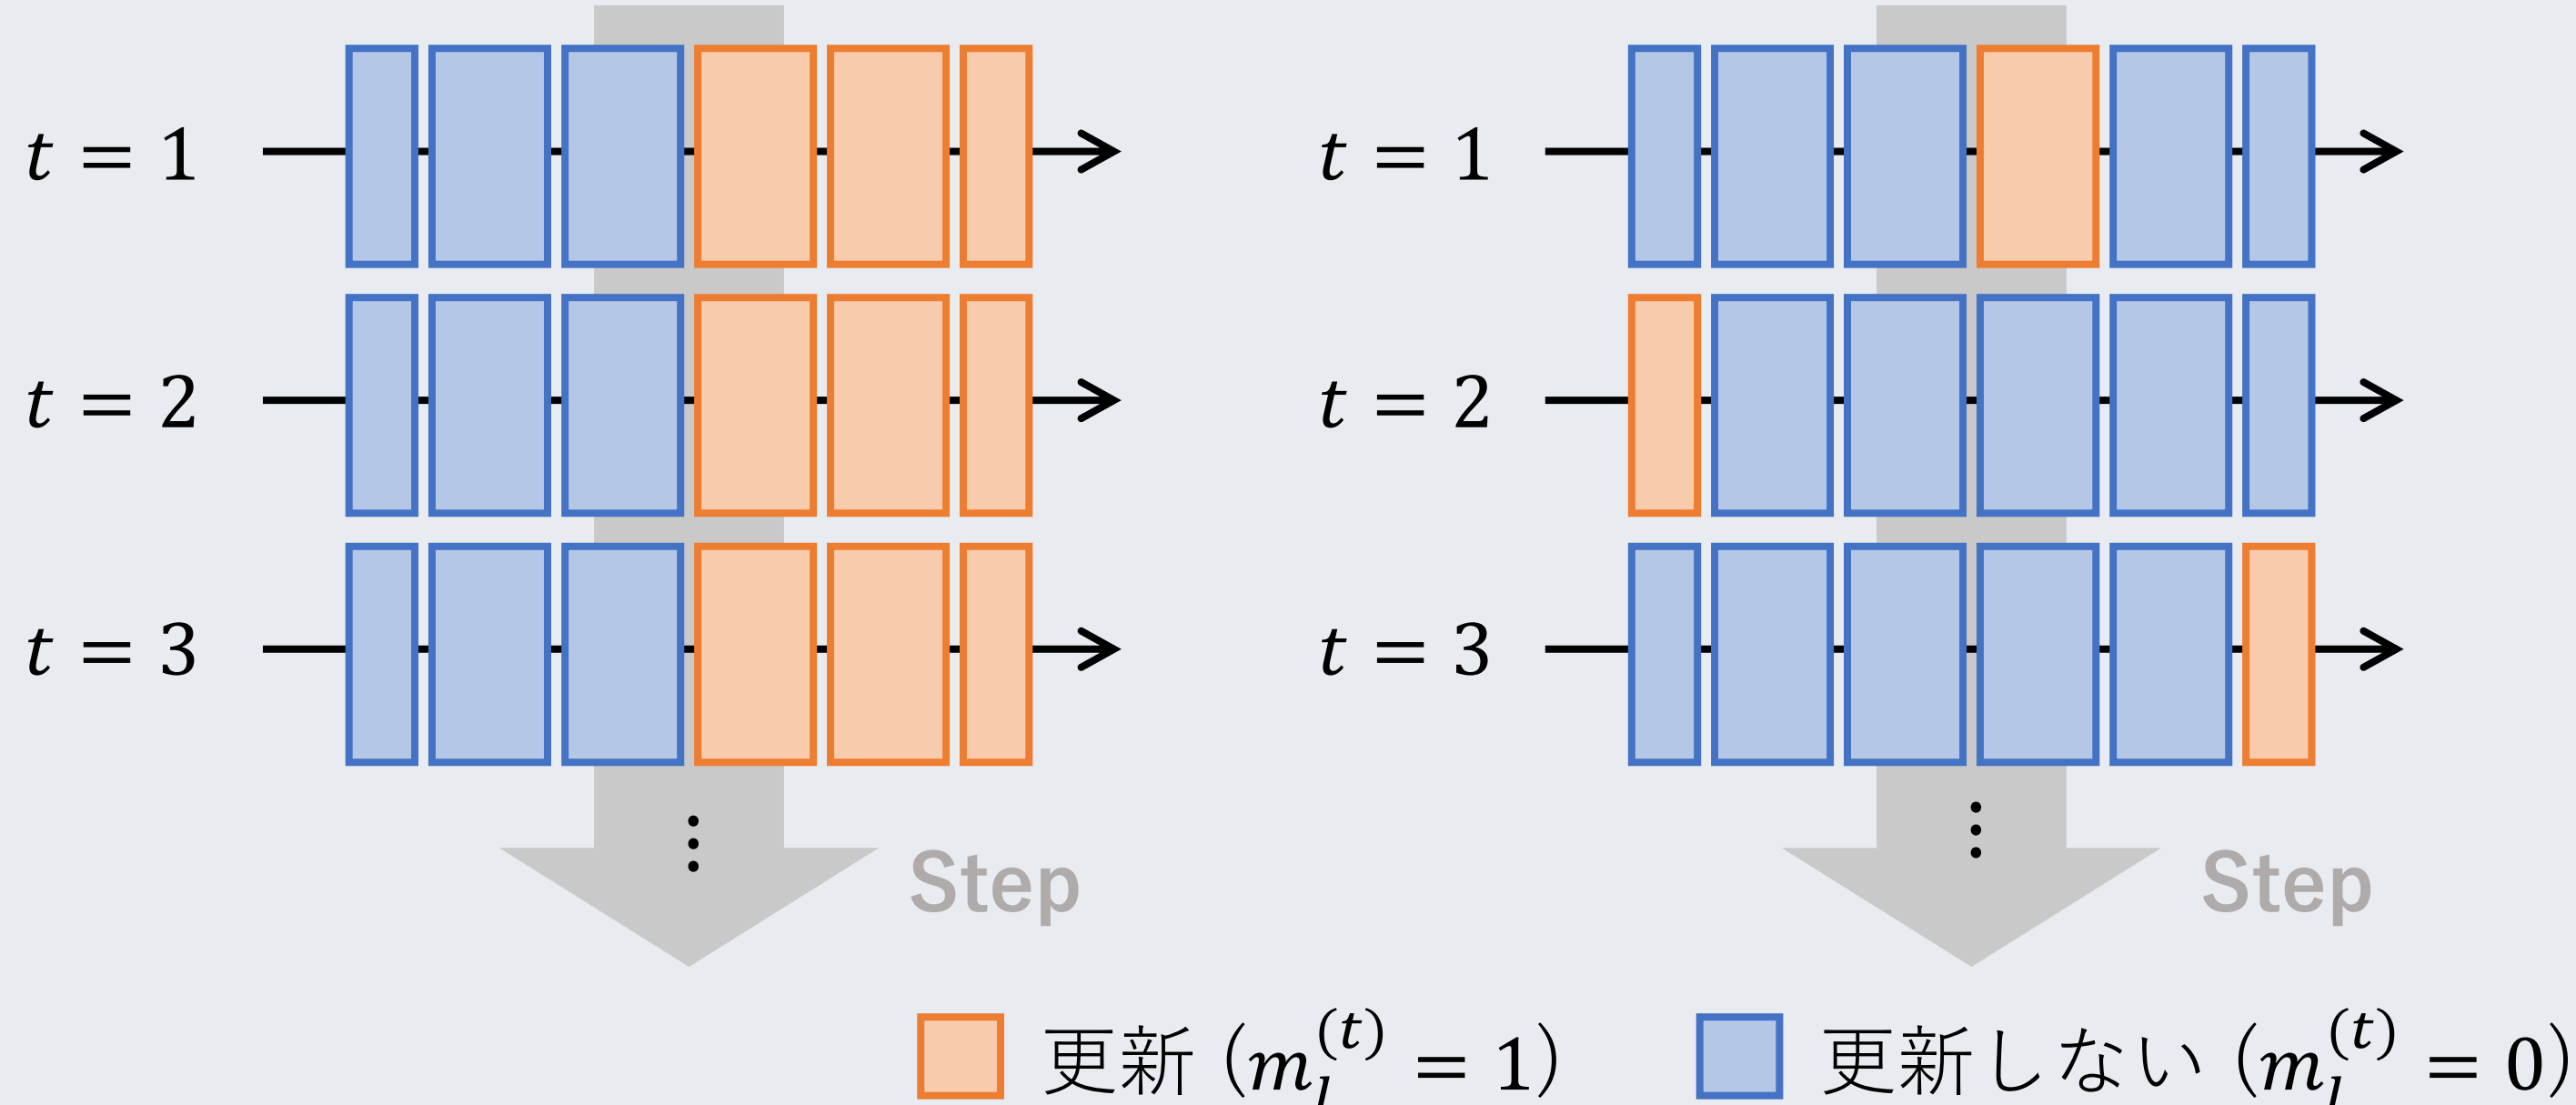 t = 1
t = 2
t = 3
⋮
Step
t = 1
t = 2
t = 3
⋮
Step
更新 (m_l^(t) = 1)
更新しない (m_l^(t) = 0)